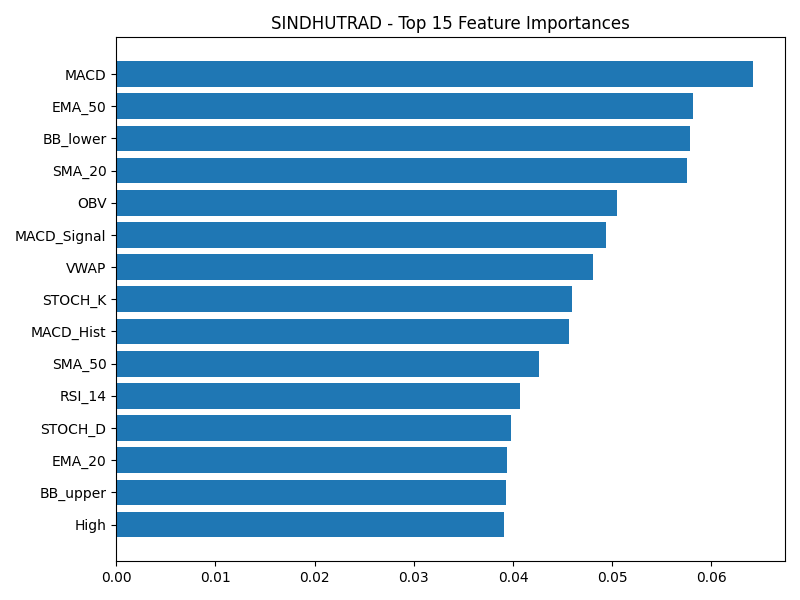 SINDHUTRAD - Top 15 Feature Importances
MACD
EMA_50
BB_lower
SMA_20
OBV
MACD_Signal
VWAP
STOCH_K
MACD_Hist
SMA_50
RSI_14
STOCH_D
EMA_20
BB_upper
High
0.00 0.01 0.02 0.03 0.04 0.05 0.06